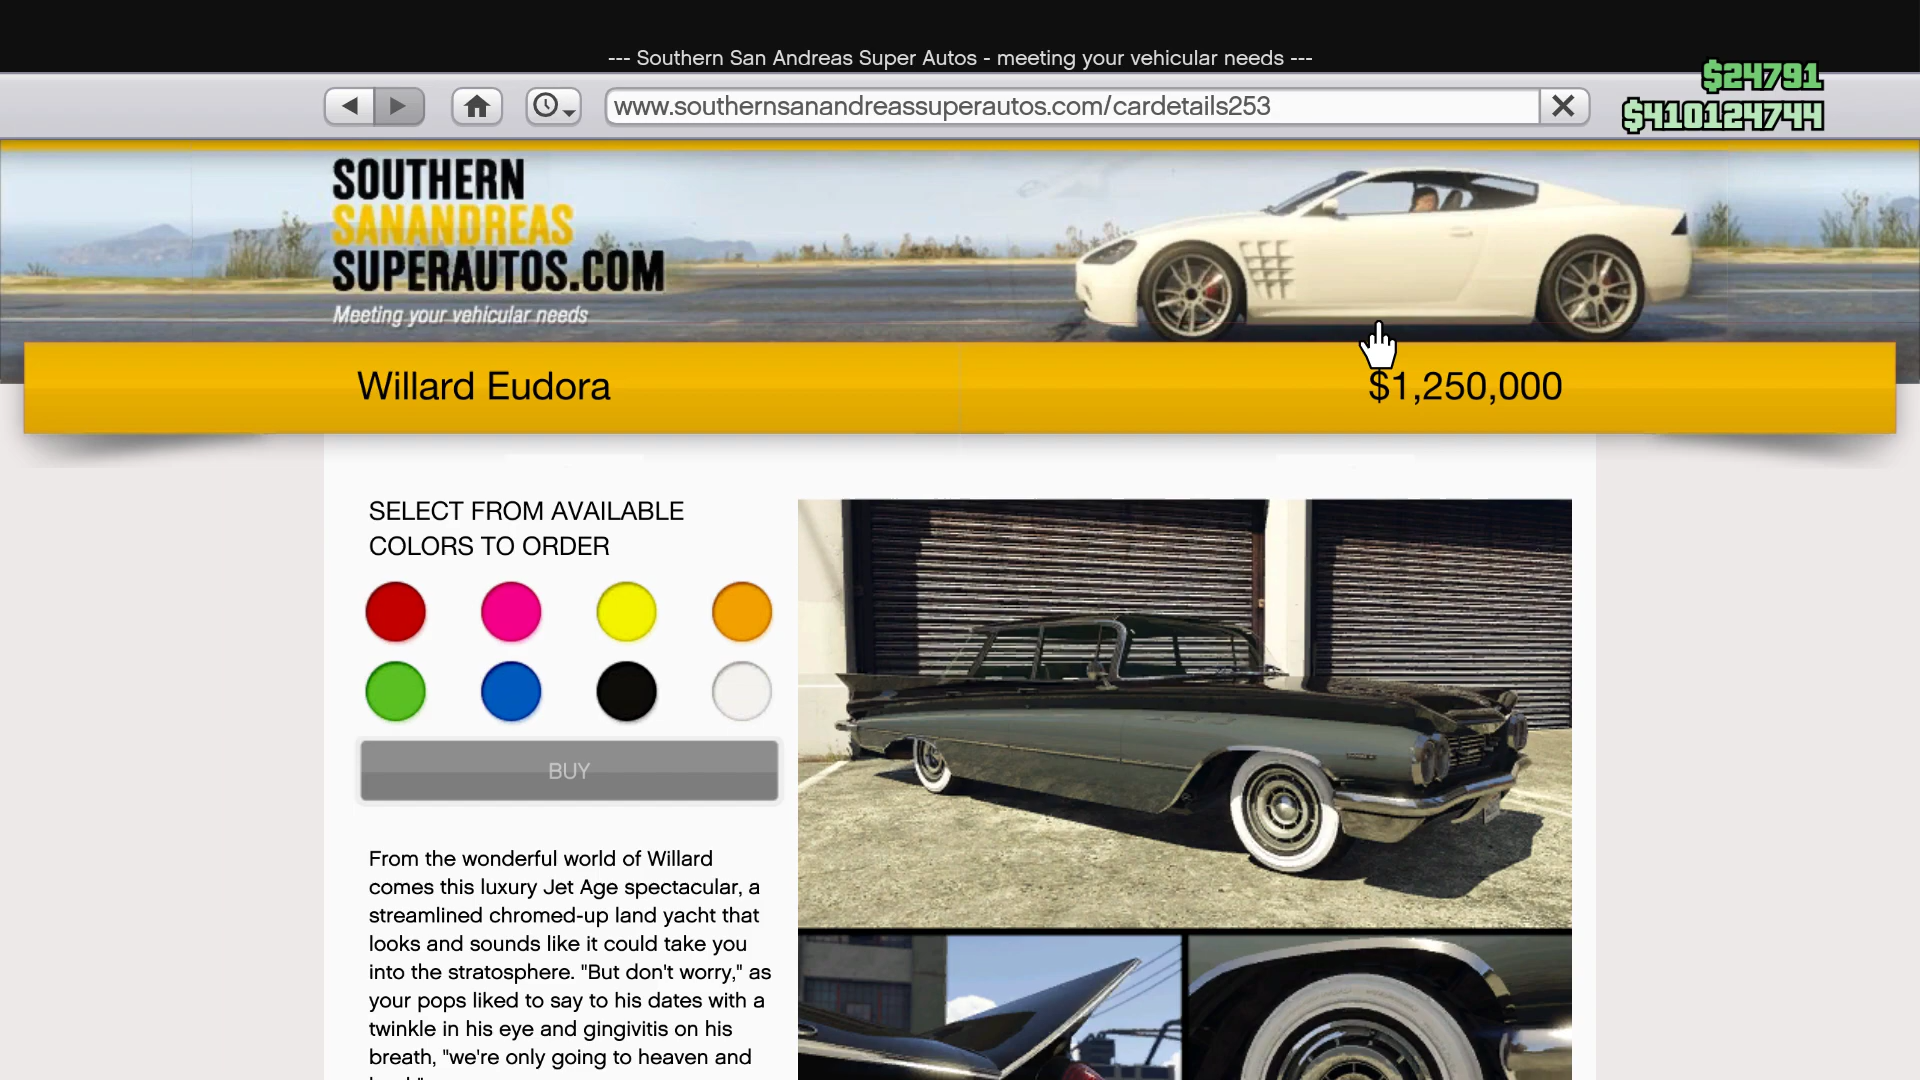 --- Southern San Andreas Super Autos - meeting your vehicular needs ---
www.southernsanandreassuperautos.com/cardetails253
$24791
$410124744
SOUTHERN
SANANDREAS
SUPERAUTOS.COM
Meeting your vehicular needs
Willard Eudora
$1,250,000
SELECT FROM AVAILABLE
COLORS TO ORDER
BUY
From the wonderful world of Willard
comes this luxury Jet Age spectacular, a
streamlined chromed-up land yacht that
looks and sounds like it could take you
into the stratosphere. "But don't worry," as
your pops liked to say to his dates with a
twinkle in his eye and gingivitis on his
breath, "we're only going to heaven and